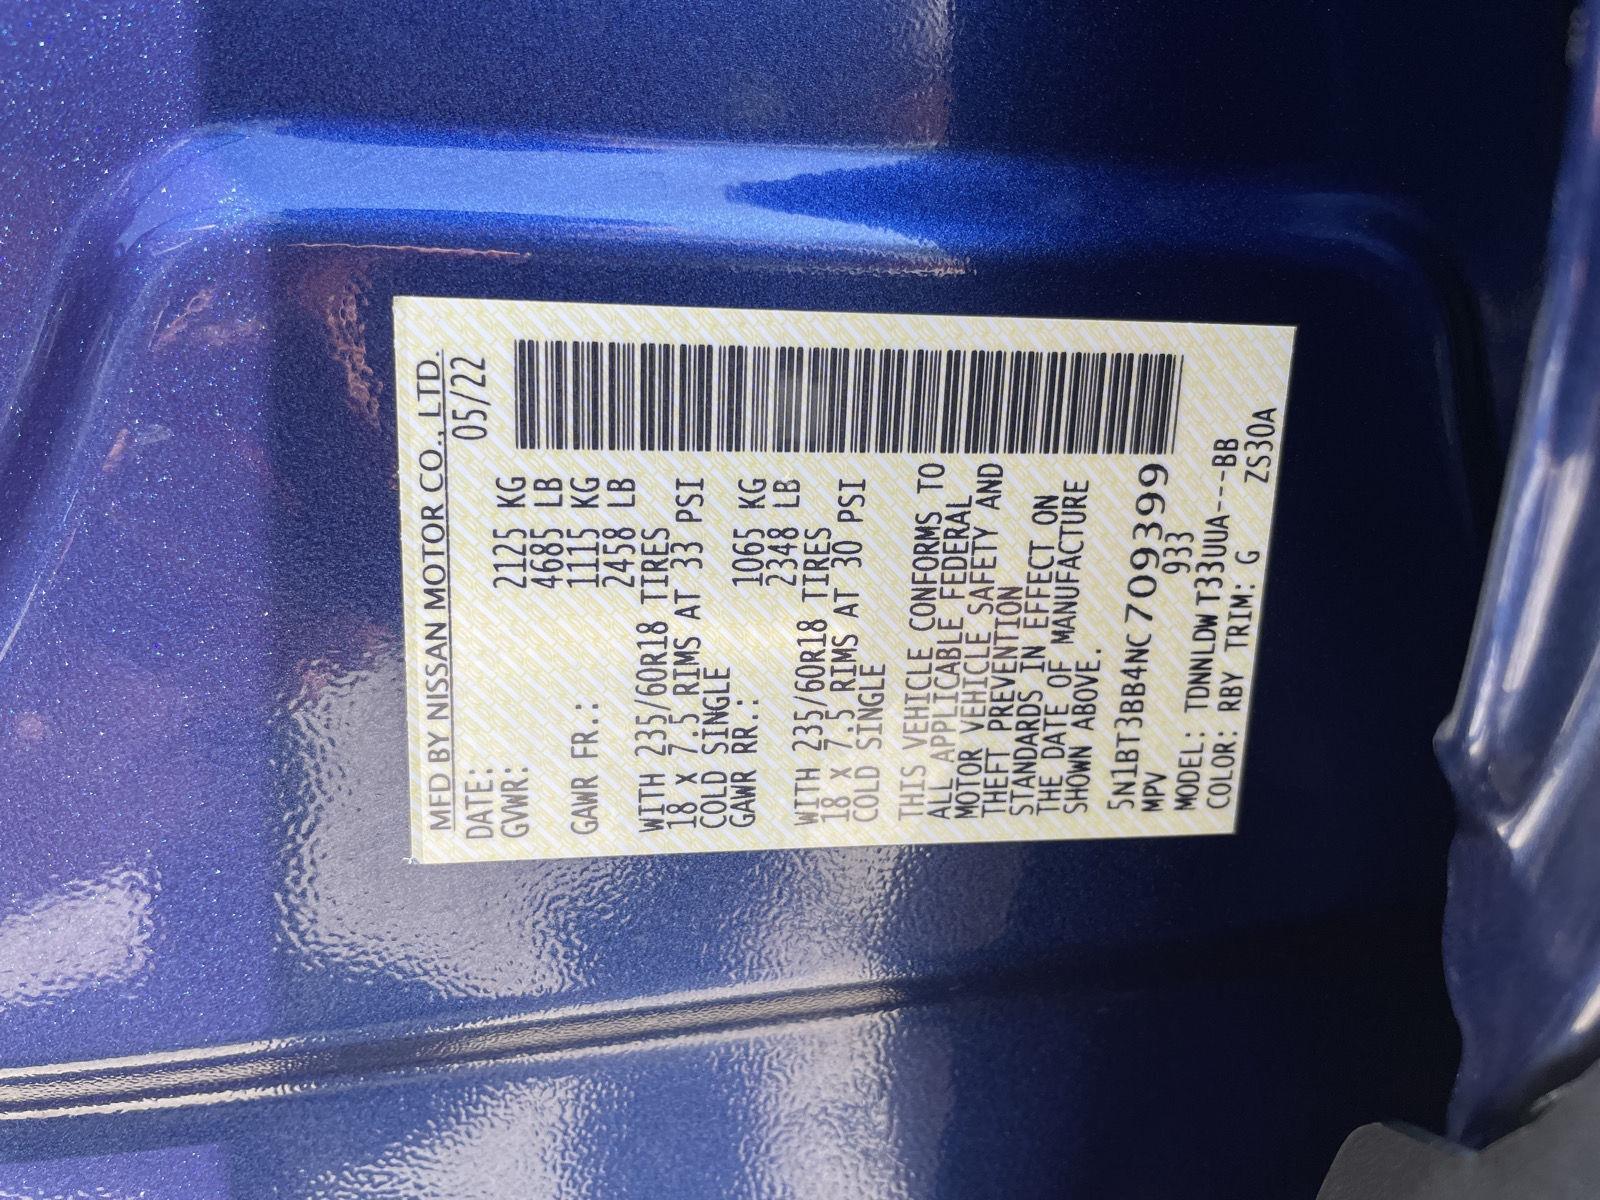 MFD BY NISSAN MOTOR CO., LTD.
DATE: 05/22
GVWR: 2125 KG
4685 LB
GAWR FR.: 1115 KG
2458 LB
WITH 235/60R18 TIRES
18 X 7.5 RIMS AT 33 PSI
COLD SINGLE
GAWR RR.: 1065 KG
2348 LB
WITH 235/60R18 TIRES
18 X 7.5 RIMS AT 30 PSI
COLD SINGLE
THIS VEHICLE CONFORMS TO
ALL APPLICABLE FEDERAL
MOTOR VEHICLE SAFETY AND
THEFT PREVENTION
STANDARDS IN EFFECT ON
THE DATE OF MANUFACTURE
SHOWN ABOVE.
5N1BT3BB4NC709399
MPV 933
MODEL: TDNNLDWT33UUA---BB
COLOR: RBY TRIM: G ZS30A